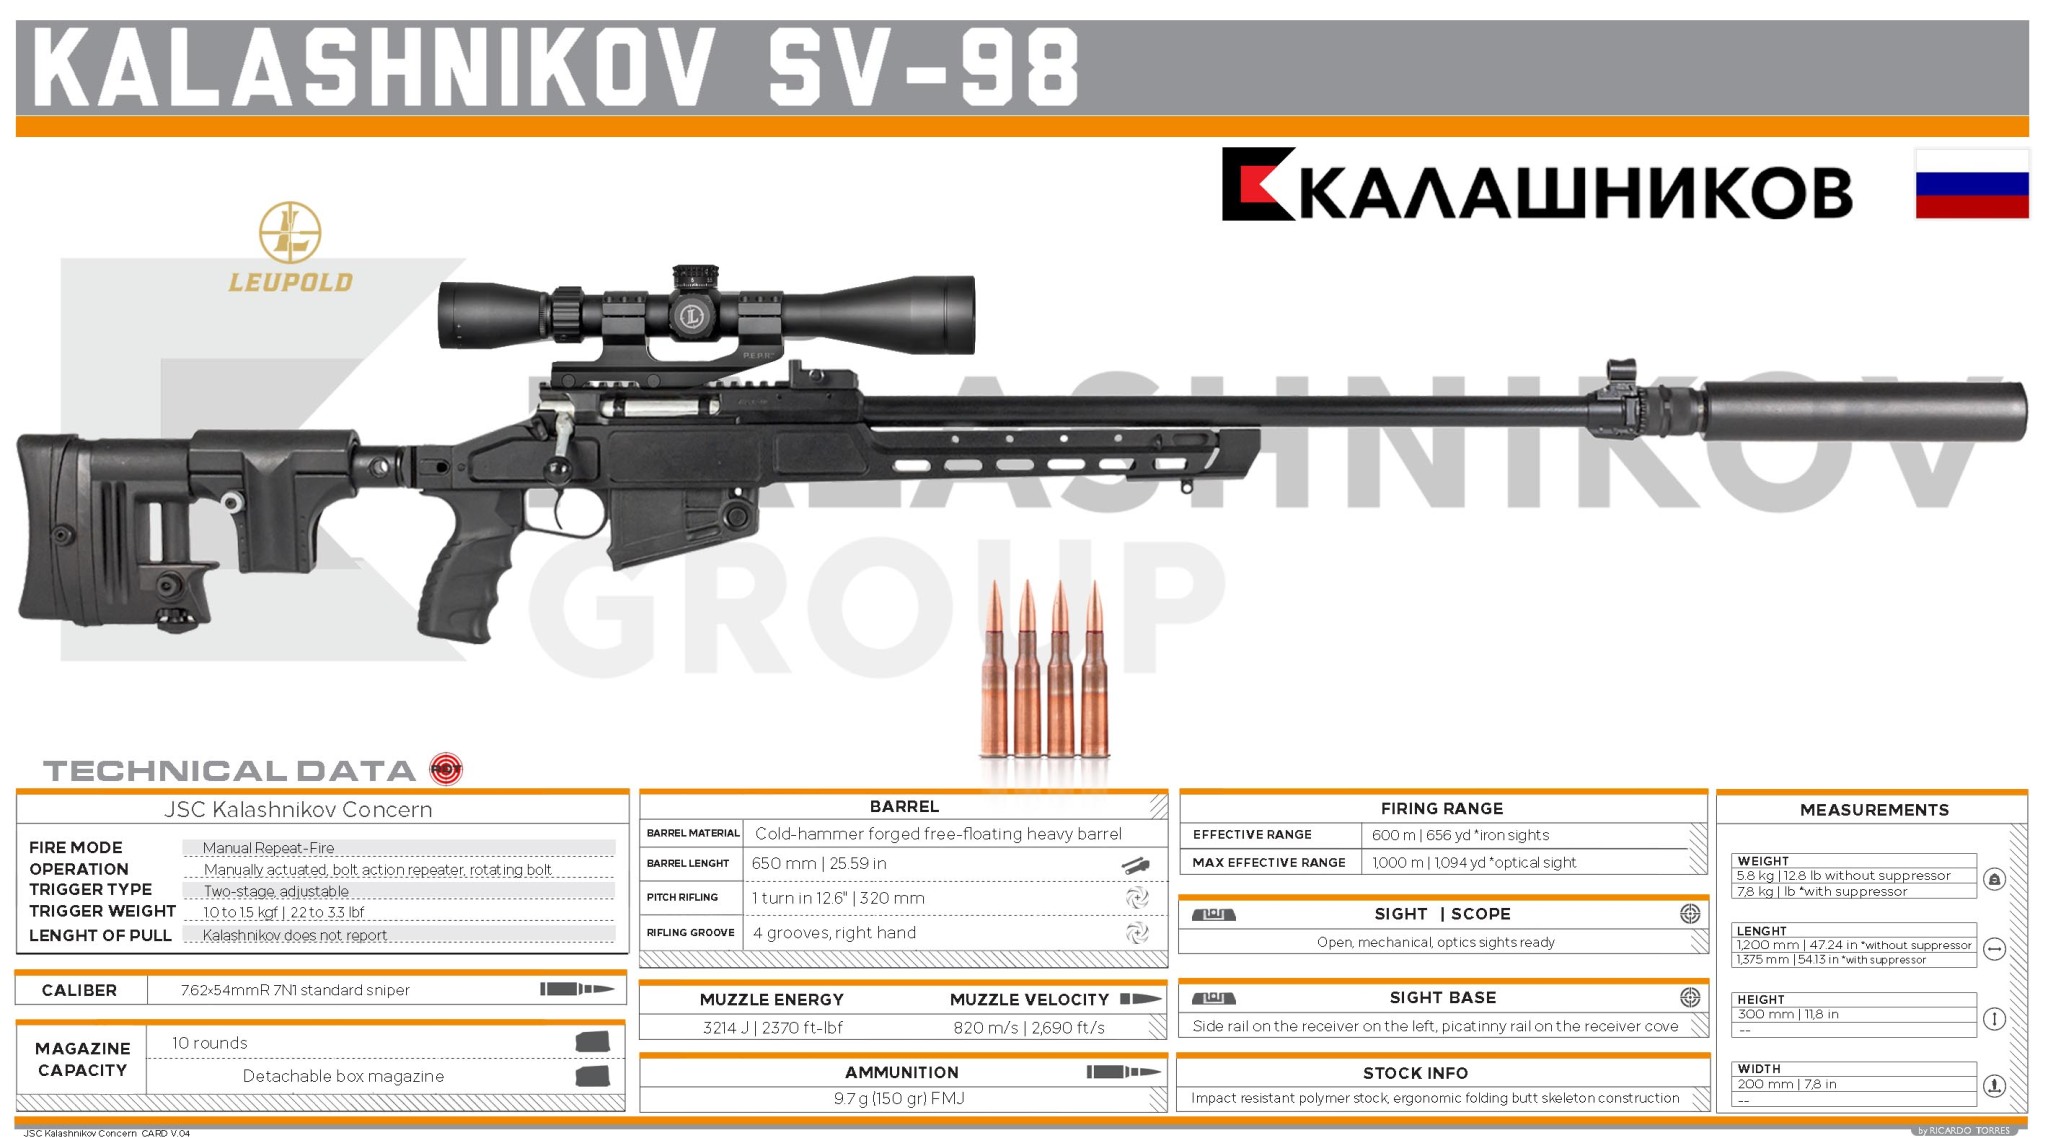 KALASHNIKOV SV-98
КАЛАШНИКОВ
L
LEUPOLD
L
P.E.P.R
KALASHNIKOV
GROUP
TECHNICAL DATA
JSC Kalashnikov Concern
FIRE MODE Manual Repeat-Fire
OPERATION Manually actuated, bolt action repeater, rotating bolt
TRIGGER TYPE Two-stage, adjustable
TRIGGER WEIGHT 1.0 to 1.5 kgf | 2.2 to 3.3 lbf
LENGHT OF PULL Kalashnikov does not report
CALIBER 7.62×54mmR 7N1 standard sniper
MAGAZINE CAPACITY
10 rounds
Detachable box magazine
BARREL
BARREL MATERIAL Cold-hammer forged free-floating heavy barrel
BARREL LENGHT 650 mm | 25.59 in
PITCH RIFLING 1 turn in 12.6" | 320 mm
RIFLING GROOVE 4 grooves, right hand
MUZZLE ENERGY MUZZLE VELOCITY
3214 J | 2370 ft-lbf 820 m/s | 2,690 ft/s
AMMUNITION
9.7 g (150 gr) FMJ
FIRING RANGE
EFFECTIVE RANGE 600 m | 656 yd *iron sights
MAX EFFECTIVE RANGE 1,000 m | 1,094 yd *optical sight
SIGHT | SCOPE
Open, mechanical, optics sights ready
SIGHT BASE
Side rail on the receiver on the left, picatinny rail on the receiver cove
STOCK INFO
Impact resistant polymer stock, ergonomic folding butt skeleton construction
MEASUREMENTS
WEIGHT
5.8 kg | 12.8 lb without suppressor
7,8 kg | lb *with suppressor
LENGHT
1,200 mm | 47.24 in *without suppressor
1,375 mm | 54.13 in *with suppressor
HEIGHT
300 mm | 11,8 in
--
WIDTH
200 mm | 7,8 in
--
JSC Kalashnikov Concern CARD V.04
by RICARDO TORRES